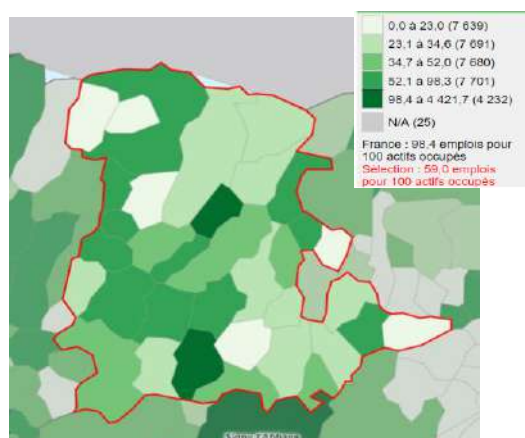 0,0 à 23,0 (7 639)
23,1 à 34,6 (7 691)
34,7 à 52,0 (7 680)
52,1 à 98,3 (7 701)
98,4 à 4 421,7 (4 232)
N/A (25)
France : 98,4 emplois pour
100 actifs occupés
Sélection : 59,0 emplois
pour 100 actifs occupés